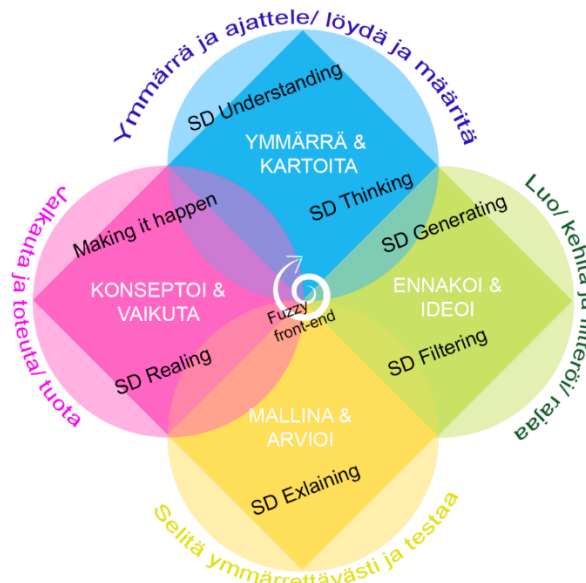 Ymmärrä ja ajattele/ löydä ja määritä
SD Understanding
YMMÄRRÄ &
KARTOITA
SD Thinking
Making it happen
SD Generating
Jalkauta ja toteuta/ tuota
KONSEPTOI &
VAIKUTA
ENNAKOI &
IDEOI
Luo/ kehitä ja filteröi/ rajaa
Fuzzy
front-end
SD Realing
SD Filtering
MALLINA &
ARVIOI
SD Exlaining
Selitä ymmärrettävästi ja testaa